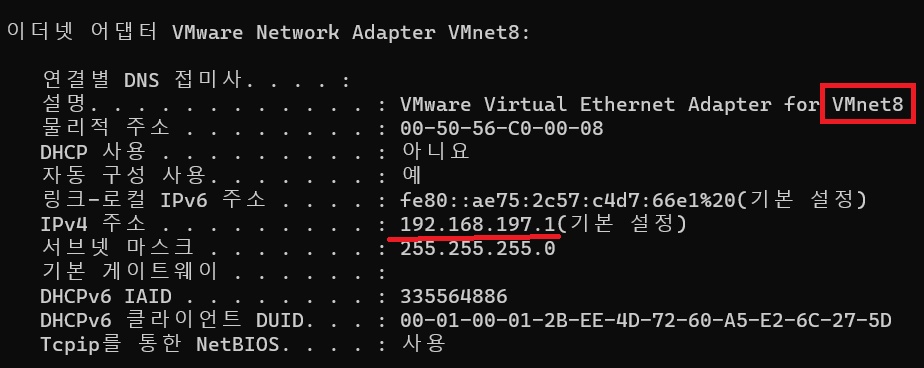 이더넷 어댑터 VMware Network Adapter VMnet8:
연결별 DNS 접미사. . . . :
설명. . . . . . . . . . . . : VMware Virtual Ethernet Adapter for VMnet8
물리적 주소 . . . . . . . . : 00-50-56-C0-00-08
DHCP 사용 . . . . . . . . . : 아니요
자동 구성 사용. . . . . . . : 예
링크-로컬 IPv6 주소 . . . . : fe80::ae75:2c57:c4d7:66e1%20(기본 설정)
IPv4 주소 . . . . . . . . . : 192.168.197.1(기본 설정)
서브넷 마스크 . . . . . . . : 255.255.255.0
기본 게이트웨이 . . . . . . :
DHCPv6 IAID . . . . . . . . : 335564886
DHCPv6 클라이언트 DUID. . . : 00-01-00-01-2B-EE-4D-72-60-A5-E2-6C-27-5D
Tcpip를 통한 NetBIOS. . . . : 사용